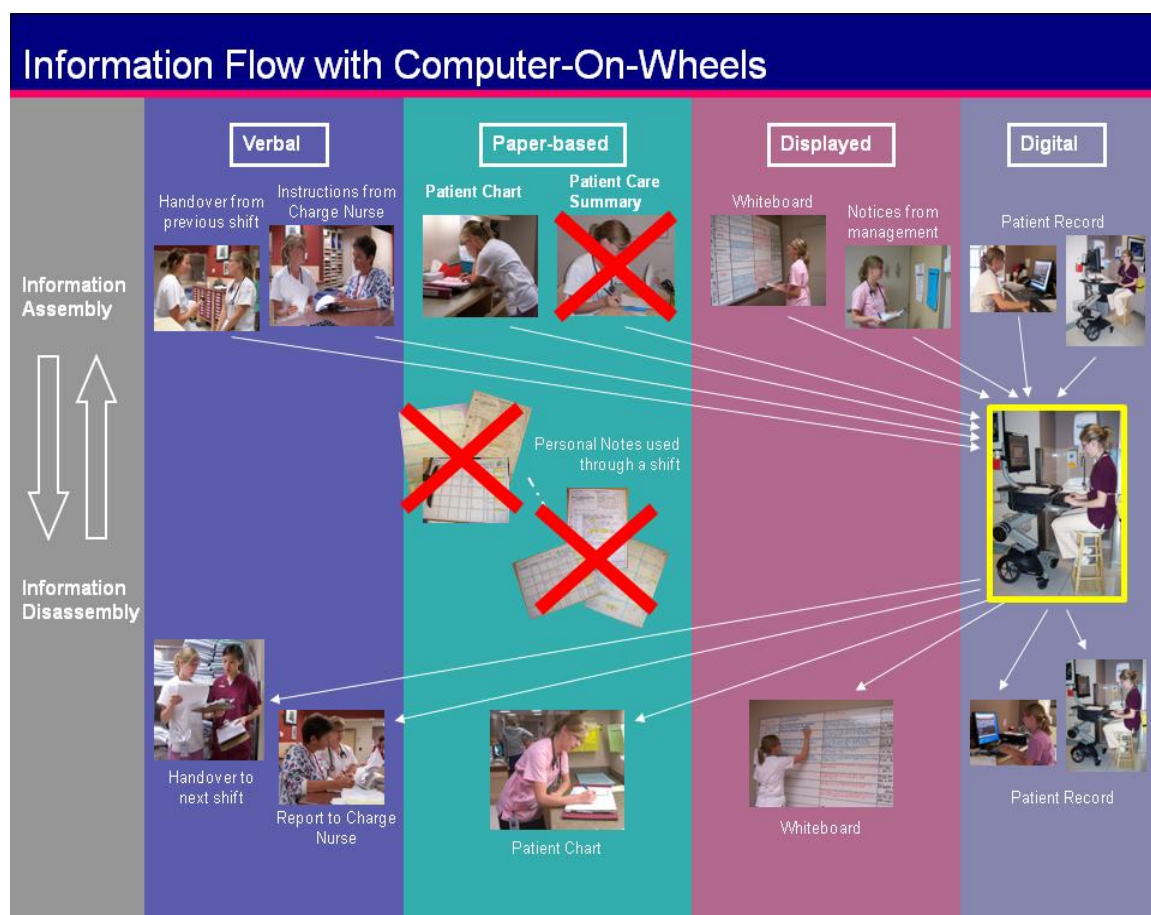 Information Flow with Computer-On-Wheels
Verbal
Paper-based
Displayed
Digital
Handover from
previous shift
Instructions from
Charge Nurse
Patient Chart
Patient Care
Summary
Whiteboard
Notices from
management
Patient Record
Information
Assembly
Personal Notes used
through a shift
Information
Disassembly
Handover to
next shift
Report to Charge
Nurse
Patient Chart
Whiteboard
Patient Record